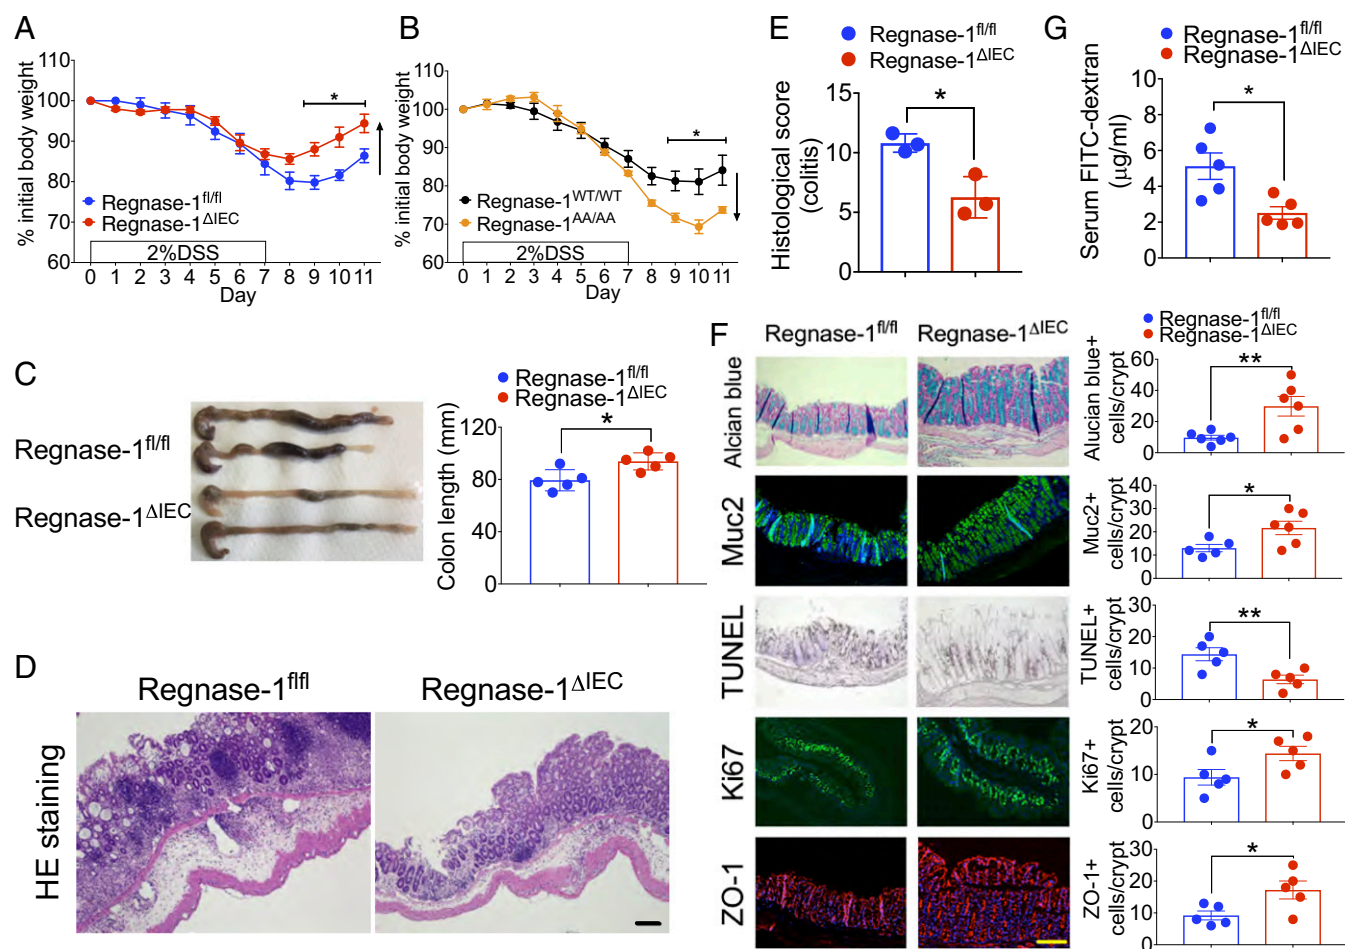 A
% initial body weight
110
100
90
80
70
60
*
Regnase-1fl/fl
Regnase-1ΔIEC
2%DSS
0 1 2 3 4 5 6 7 8 9 10 11
Day
B
% initial body weight
110
100
90
80
70
60
*
Regnase-1WT/WT
Regnase-1AA/AA
2%DSS
0 1 2 3 4 5 6 7 8 9 10 11
Day
E
Regnase-1fl/fl
Regnase-1ΔIEC
Histological score
(colitis)
15
10
5
0
*
G
Regnase-1fl/fl
Regnase-1ΔIEC
Serum FITC-dextran
(μg/ml)
10
8
6
4
2
0
*
C
Regnase-1fl/fl
Regnase-1ΔIEC
Regnase-1fl/fl
Regnase-1ΔIEC
Colon length (mm)
120
80
40
0
*
D
Regnase-1flfl
Regnase-1ΔIEC
HE staining
F
Regnase-1fl/fl
Regnase-1ΔIEC
Regnase-1fl/fl
Regnase-1ΔIEC
Alcian blue
Alucian blue+
cells/crypt
60
40
20
0
**
Muc2
Muc2+
cells/crypt
40
30
20
10
0
*
TUNEL
TUNEL+
cells/crypt
30
20
10
0
**
Ki67
Ki67+
cells/crypt
20
10
0
*
ZO-1
ZO-1+
cells/crypt
30
20
10
0
*